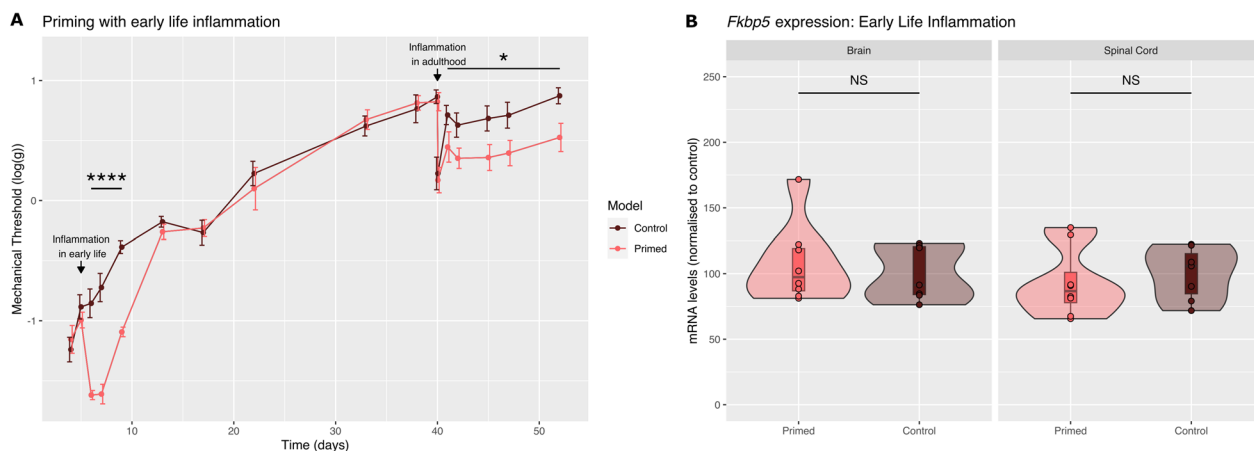 A Priming with early life inflammation
Inflammation
in adulthood
*
****
Inflammation
in early life
1
0
-1
Mechanical Threshold (log(g))
10 20 30 40 50
Time (days)
Model
Control
Primed
B Fkbp5 expression: Early Life Inflammation
Brain Spinal Cord
NS NS
250
200
150
100
50
0
mRNA levels (normalised to control)
Primed Control Primed Control